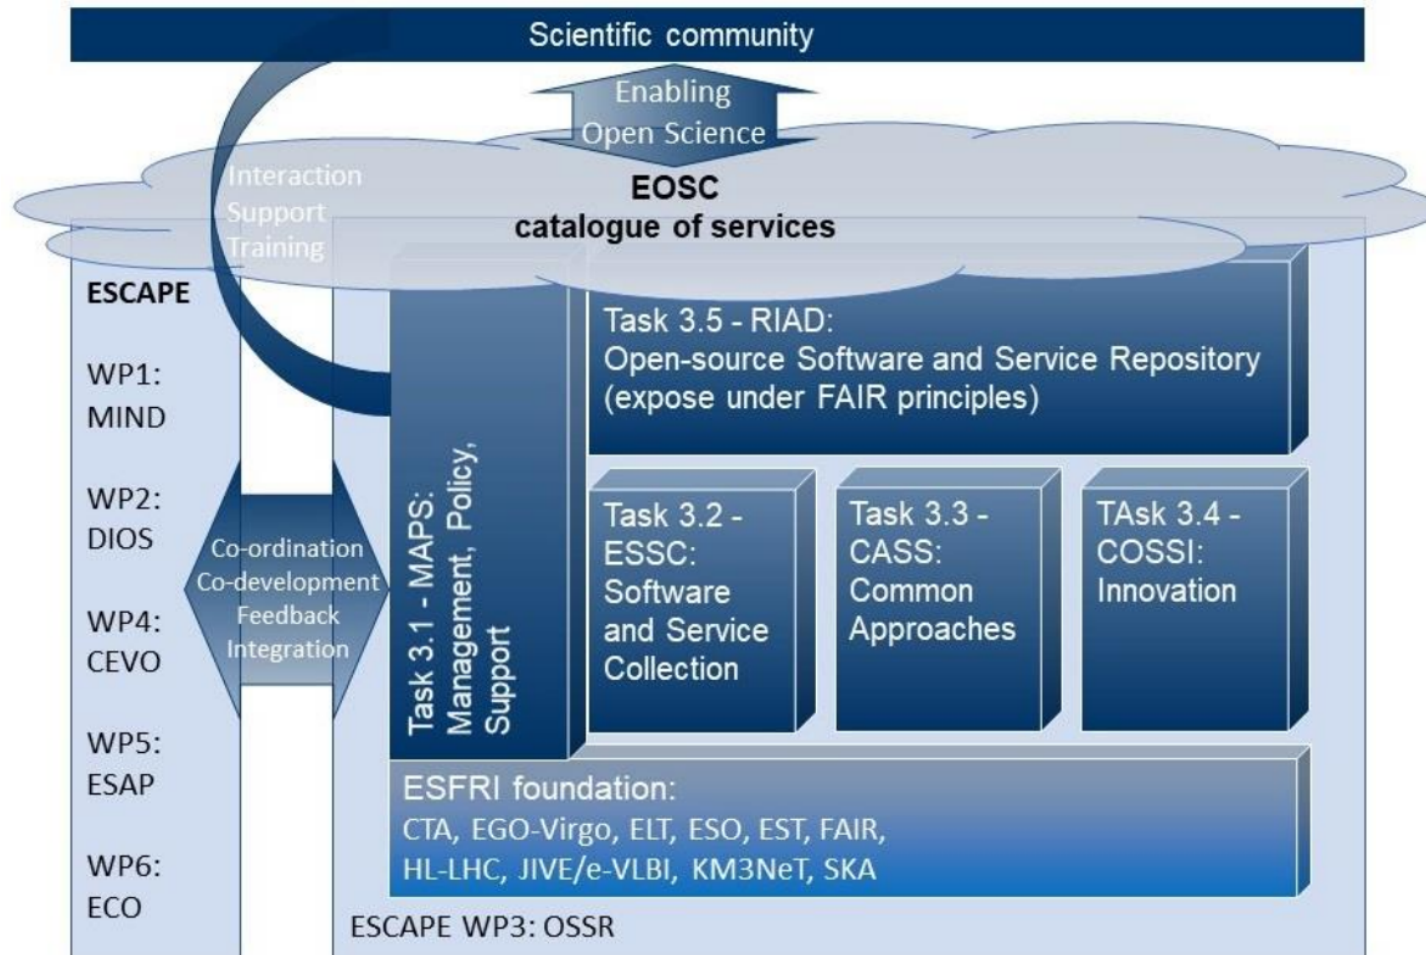 Scientific community
Enabling
Open Science
EOSC
catalogue of services
Interaction
Support
Training
ESCAPE
WP1:
MIND
WP2:
DIOS
WP4:
CEVO
WP5:
ESAP
WP6:
ECO
Co-ordination
Co-development
Feedback
Integration
Task 3.1 - MAPS:
Management, Policy,
Support
Task 3.5 - RIAD:
Open-source Software and Service Repository
(expose under FAIR principles)
Task 3.2 -
ESSC:
Software
and Service
Collection
Task 3.3 -
CASS:
Common
Approaches
TAsk 3.4 -
COSSI:
Innovation
ESFRI foundation:
CTA, EGO-Virgo, ELT, ESO, EST, FAIR,
HL-LHC, JIVE/e-VLBI, KM3NeT, SKA
ESCAPE WP3: OSSR